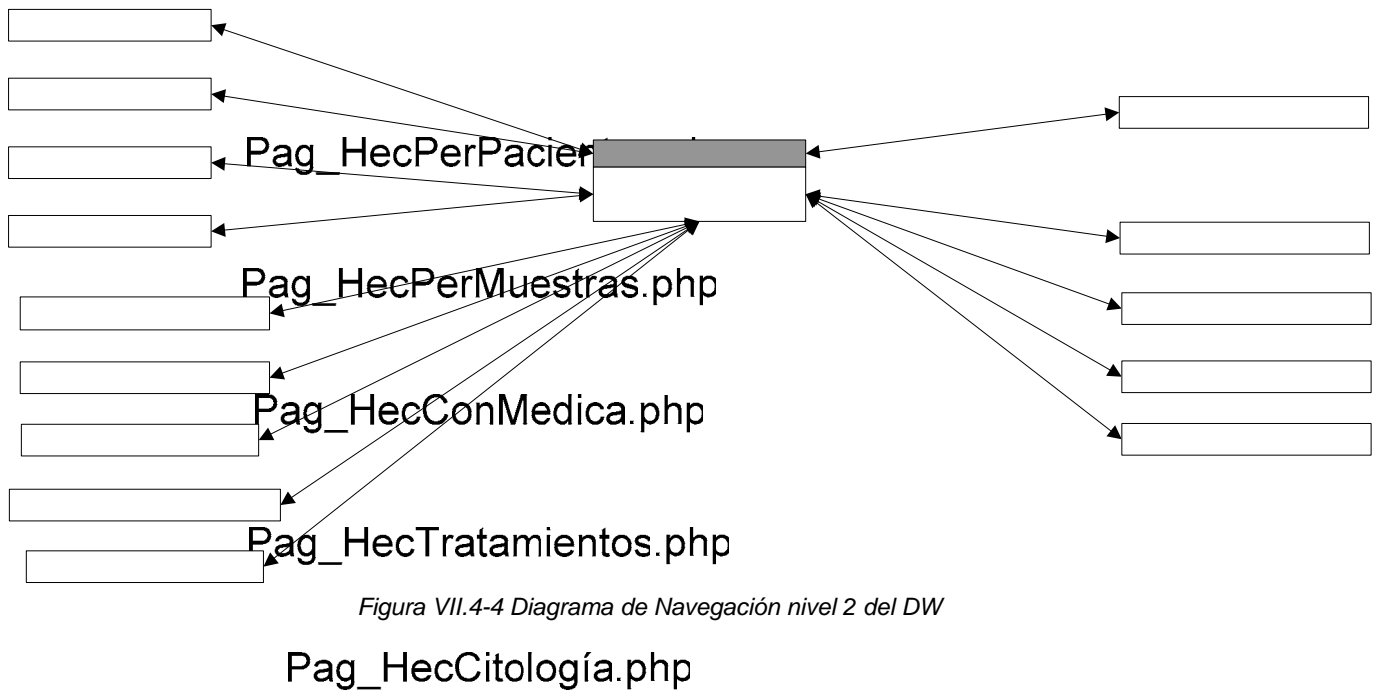 Pag_HecPerPacien
Pag_HecPerMuestras.php
Pag_HecConMedica.php
Pag_HecTratamientos.php
Figura VII.4-4 Diagrama de Navegación nivel 2 del DW
Pag_HecCitología.php